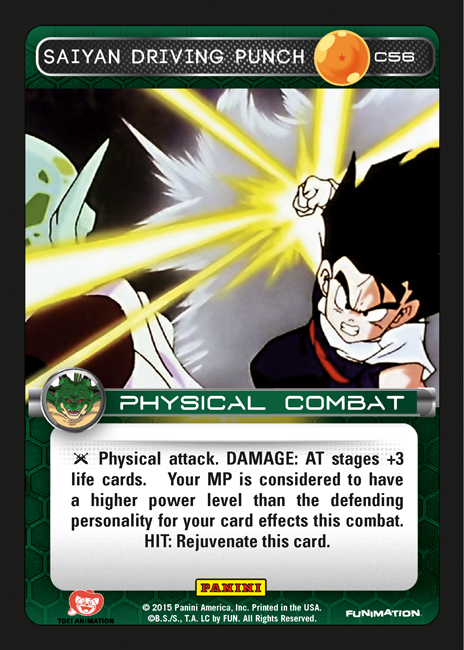 SAIYAN DRIVING PUNCH C56
PHYSICAL COMBAT
Physical attack. DAMAGE: AT stages +3
life cards. Your MP is considered to have
a higher power level than the defending
personality for your card effects this combat.
HIT: Rejuvenate this card.
PANINI
TOEI ANIMATION
© 2015 Panini America, Inc. Printed in the USA.
©B.S./S., T.A. LC by FUN. All Rights Reserved.
FUNIMATION